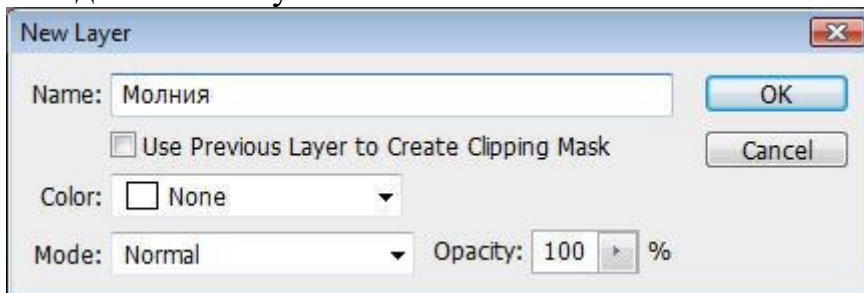 New Layer
Name: Молния OK
Use Previous Layer to Create Clipping Mask Cancel
Color: None
Mode: Normal Opacity: 100 %